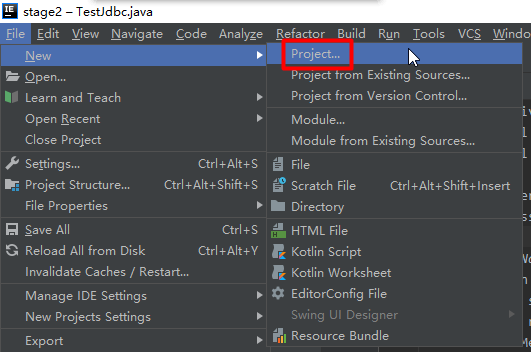 stage2 – TestJdbc.java
File Edit View Navigate Code Analyze Refactor Build Run Tools VCS Window
New
Open...
Learn and Teach
Open Recent
Close Project
Settings... Ctrl+Alt+S
Project Structure... Ctrl+Alt+Shift+S
File Properties
Save All Ctrl+S
Reload All from Disk Ctrl+Alt+Y
Invalidate Caches / Restart...
Manage IDE Settings
New Projects Settings
Export
Project...
Project from Existing Sources...
Project from Version Control...
Module...
Module from Existing Sources...
File
Scratch File Ctrl+Alt+Shift+Insert
Directory
HTML File
Kotlin Script
Kotlin Worksheet
EditorConfig File
Swing UI Designer
Resource Bundle